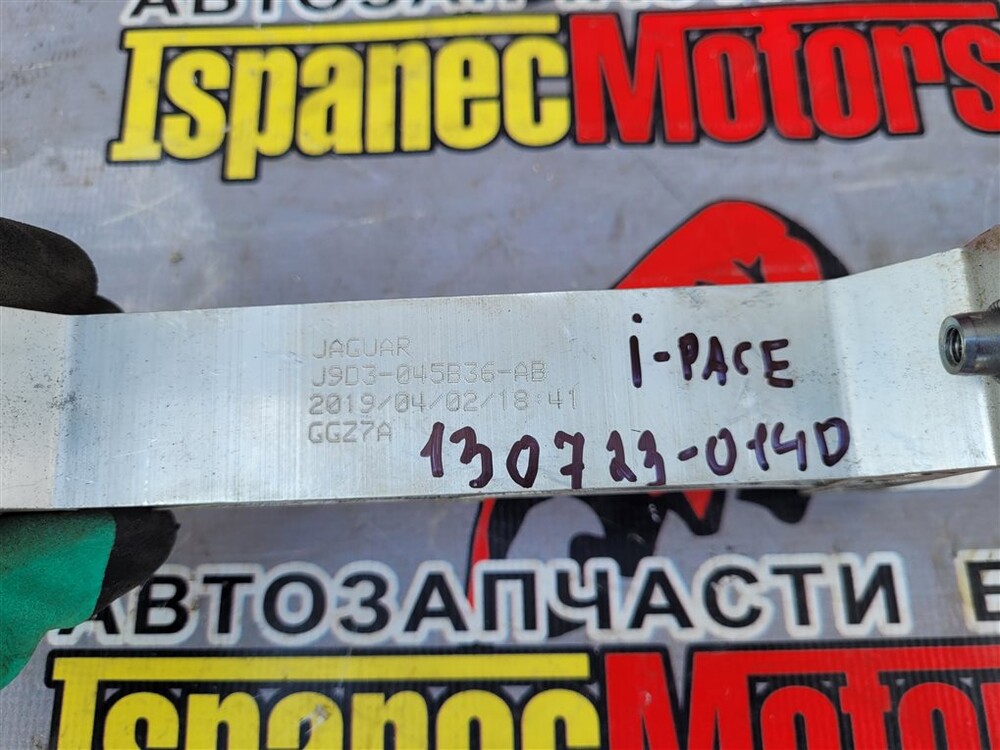 АВТОЗАПЧАСТИ
IspanecMotors
JAGUAR
J9D3-045B36-AB
2019/04/02/18:41
GGZ7A
i-PACE
130723-014D
АВТОЗАПЧАСТИ
IspanecMotors